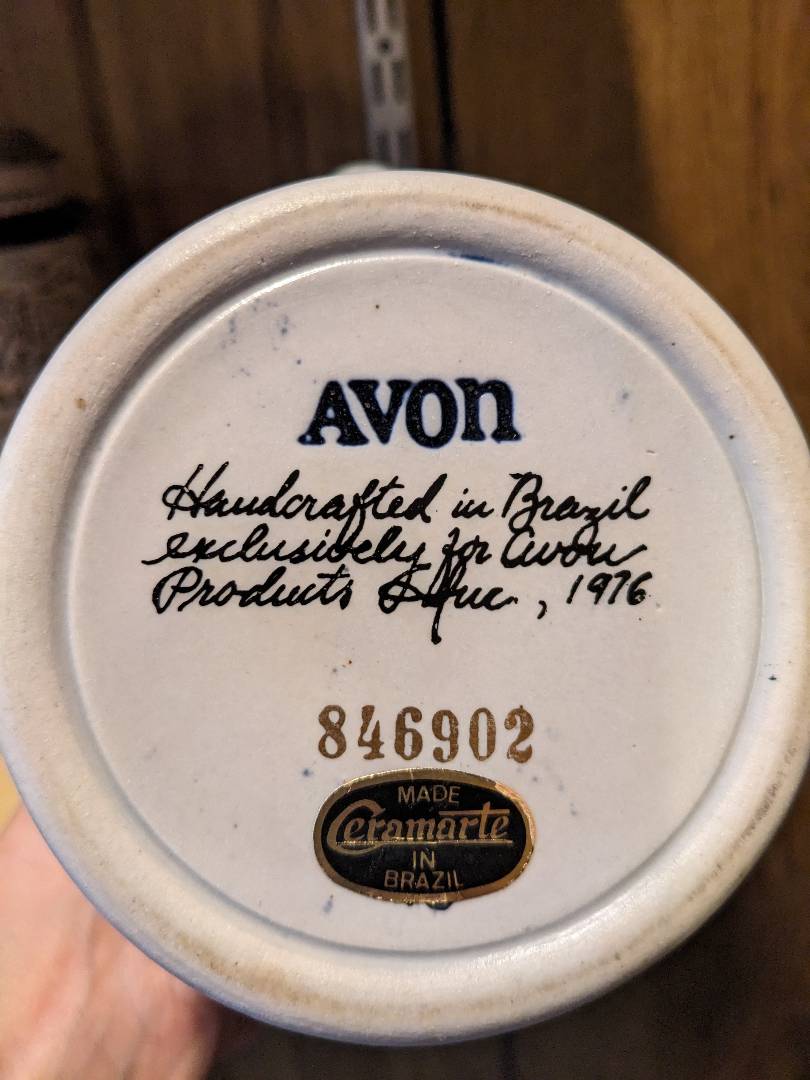 AVON
Handcrafted in Brazil
exclusively for Avon
Products Inc., 1976
846902
MADE
Ceramarte
IN
BRAZIL